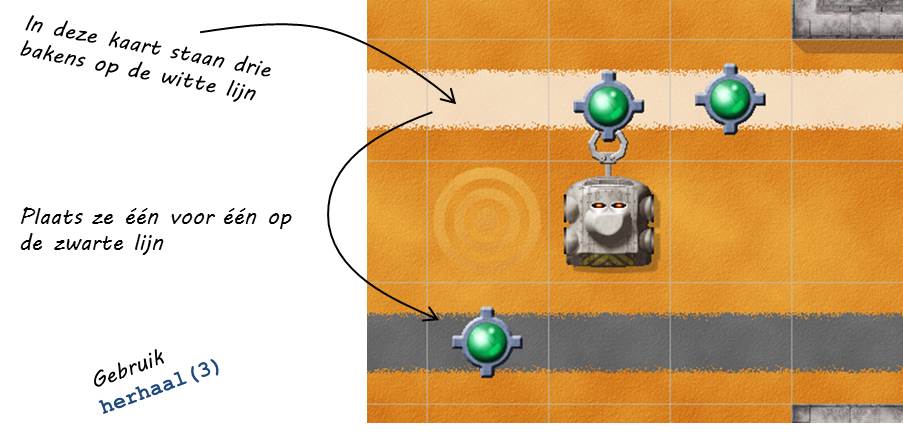 In deze kaart staan drie
bakens op de witte lijn
Plaats ze één voor één op
de zwarte lijn
Gebruik
herhaal(3)